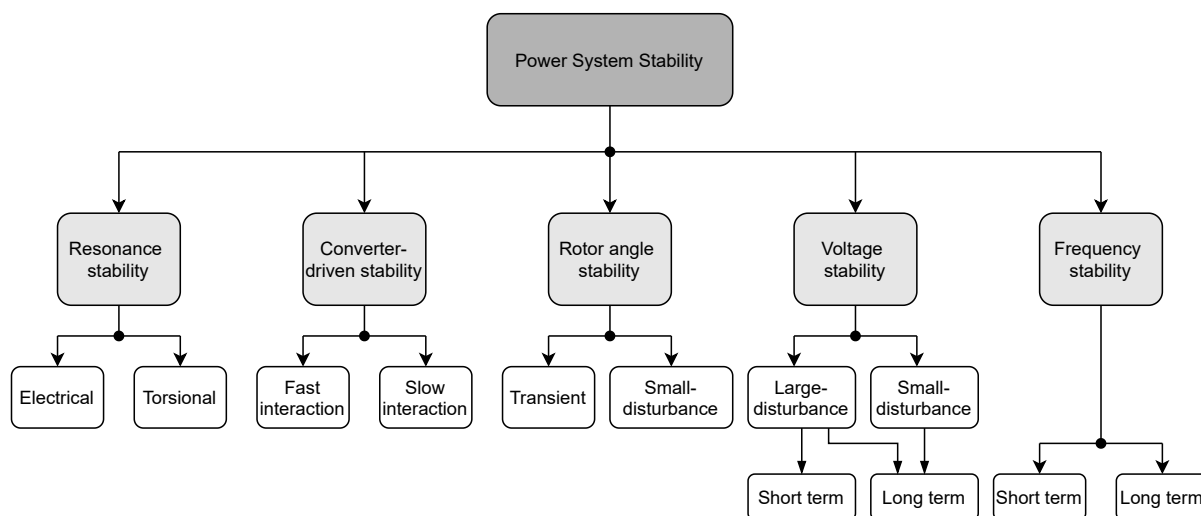 Power System Stability
Resonance
stability
Converter-
driven stability
Rotor angle
stability
Voltage
stability
Frequency
stability
Electrical
Torsional
Fast
interaction
Slow
interaction
Transient
Small-
disturbance
Large-
disturbance
Small-
disturbance
Short term
Long term
Short term
Long term